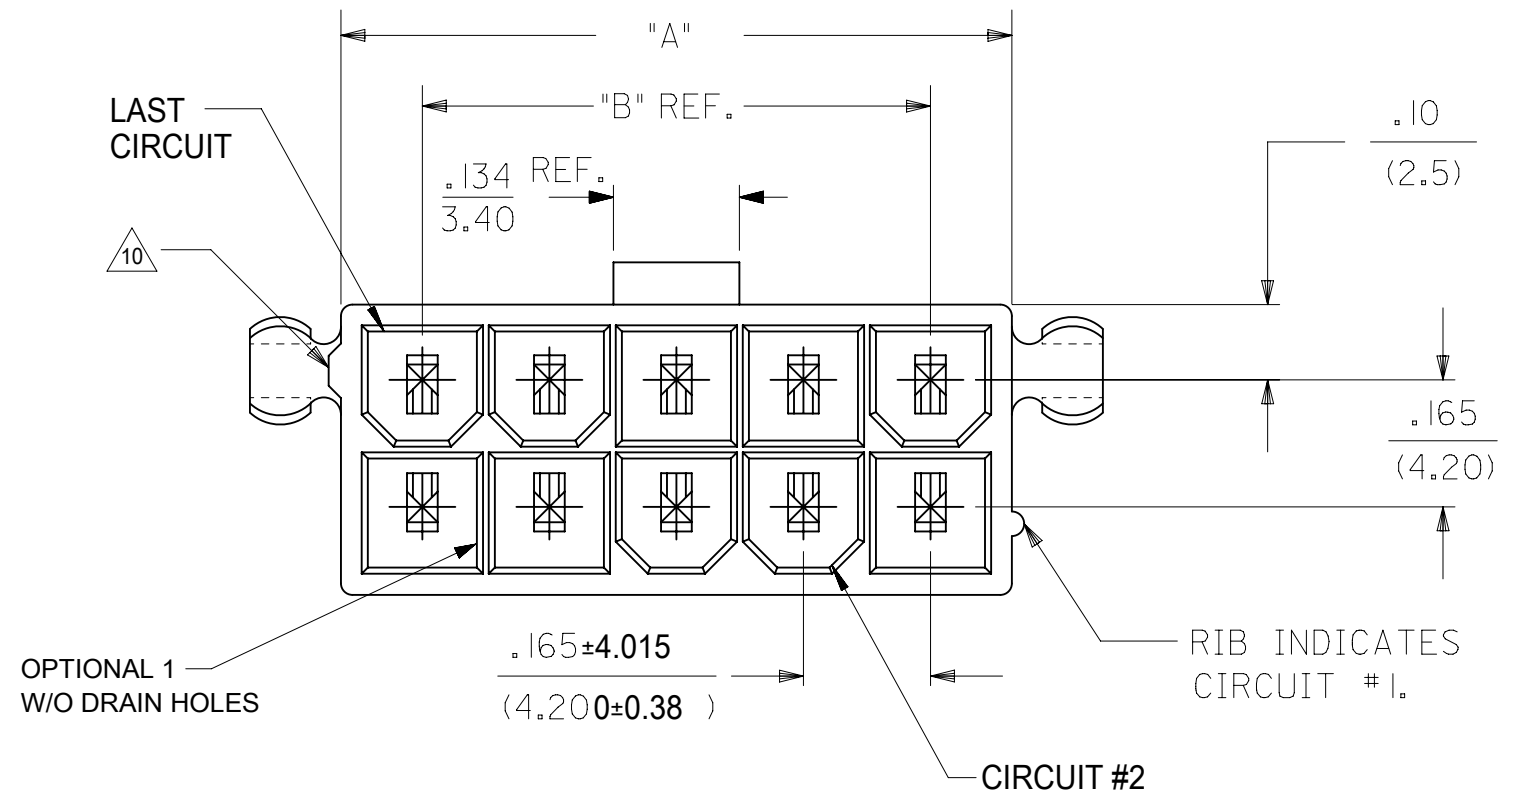 "A"
"B" REF.
LAST
CIRCUIT
.10
(2.5)
.134 REF.
3.40
10
.165
(4.20)
.165±4.015
(4.200±0.38 )
OPTIONAL 1
W/O DRAIN HOLES
RIB INDICATES
CIRCUIT #1.
CIRCUIT #2